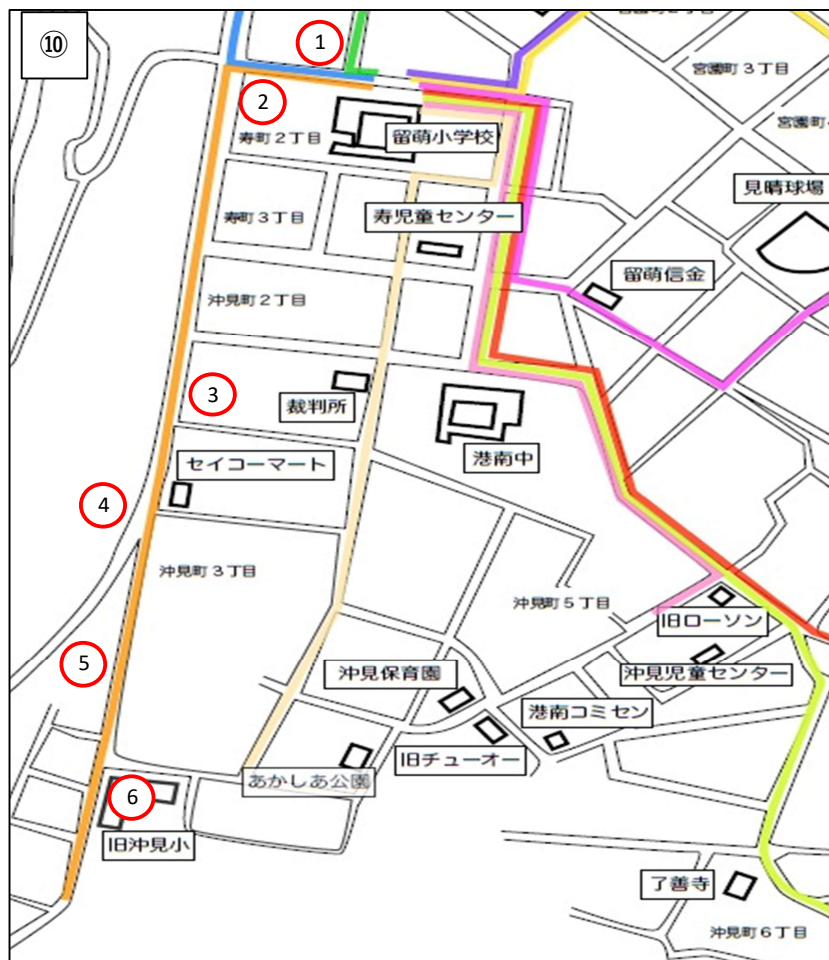 ⑩
1
宮園町3丁目
2
寿町2丁目
留萌小学校
見晴球場
寿町3丁目
寿児童センター
留萌信金
沖見町2丁目
3
裁判所
港南中
セイコーマート
4
沖見町3丁目
沖見町5丁目
旧ローソン
5
沖見保育園
沖見児童センター
港南コミセン
旧チューオー
あかしあ公園
6
旧沖見小
了善寺
沖見町6丁目